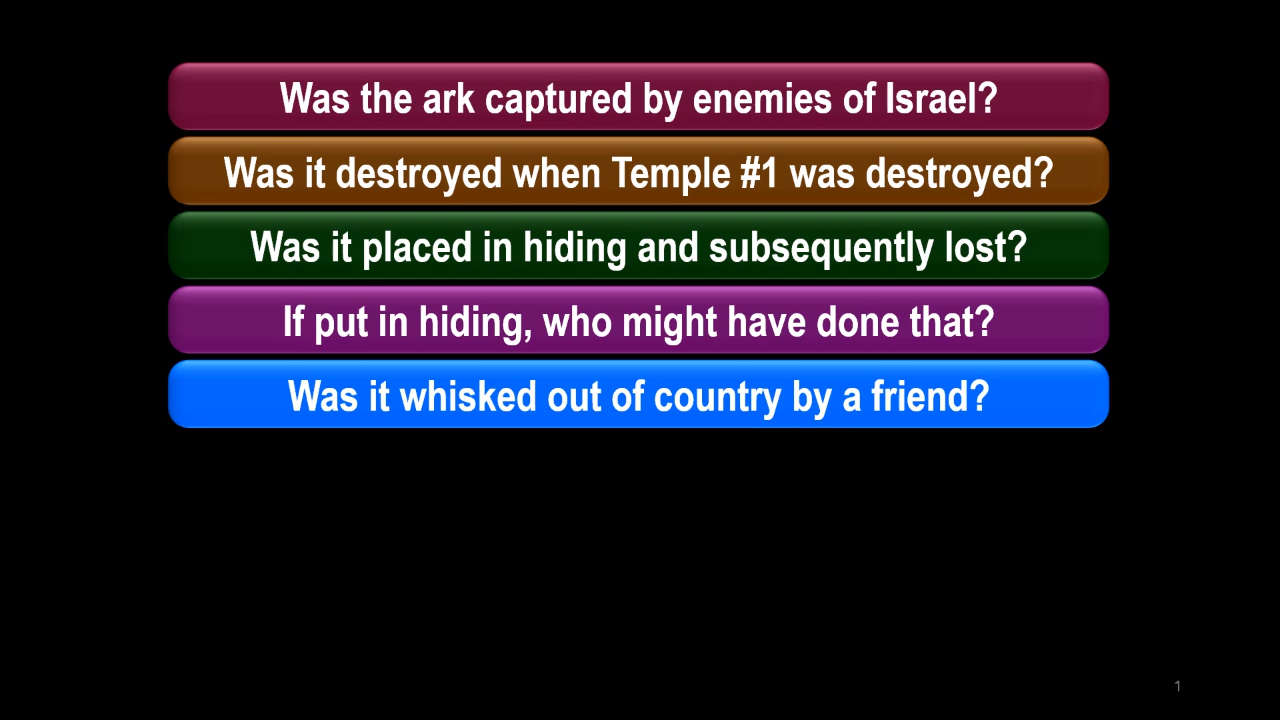 Was the ark captured by enemies of Israel?
Was it destroyed when Temple #1 was destroyed?
Was it placed in hiding and subsequently lost?
If put in hiding, who might have done that?
Was it whisked out of country by a friend?
1